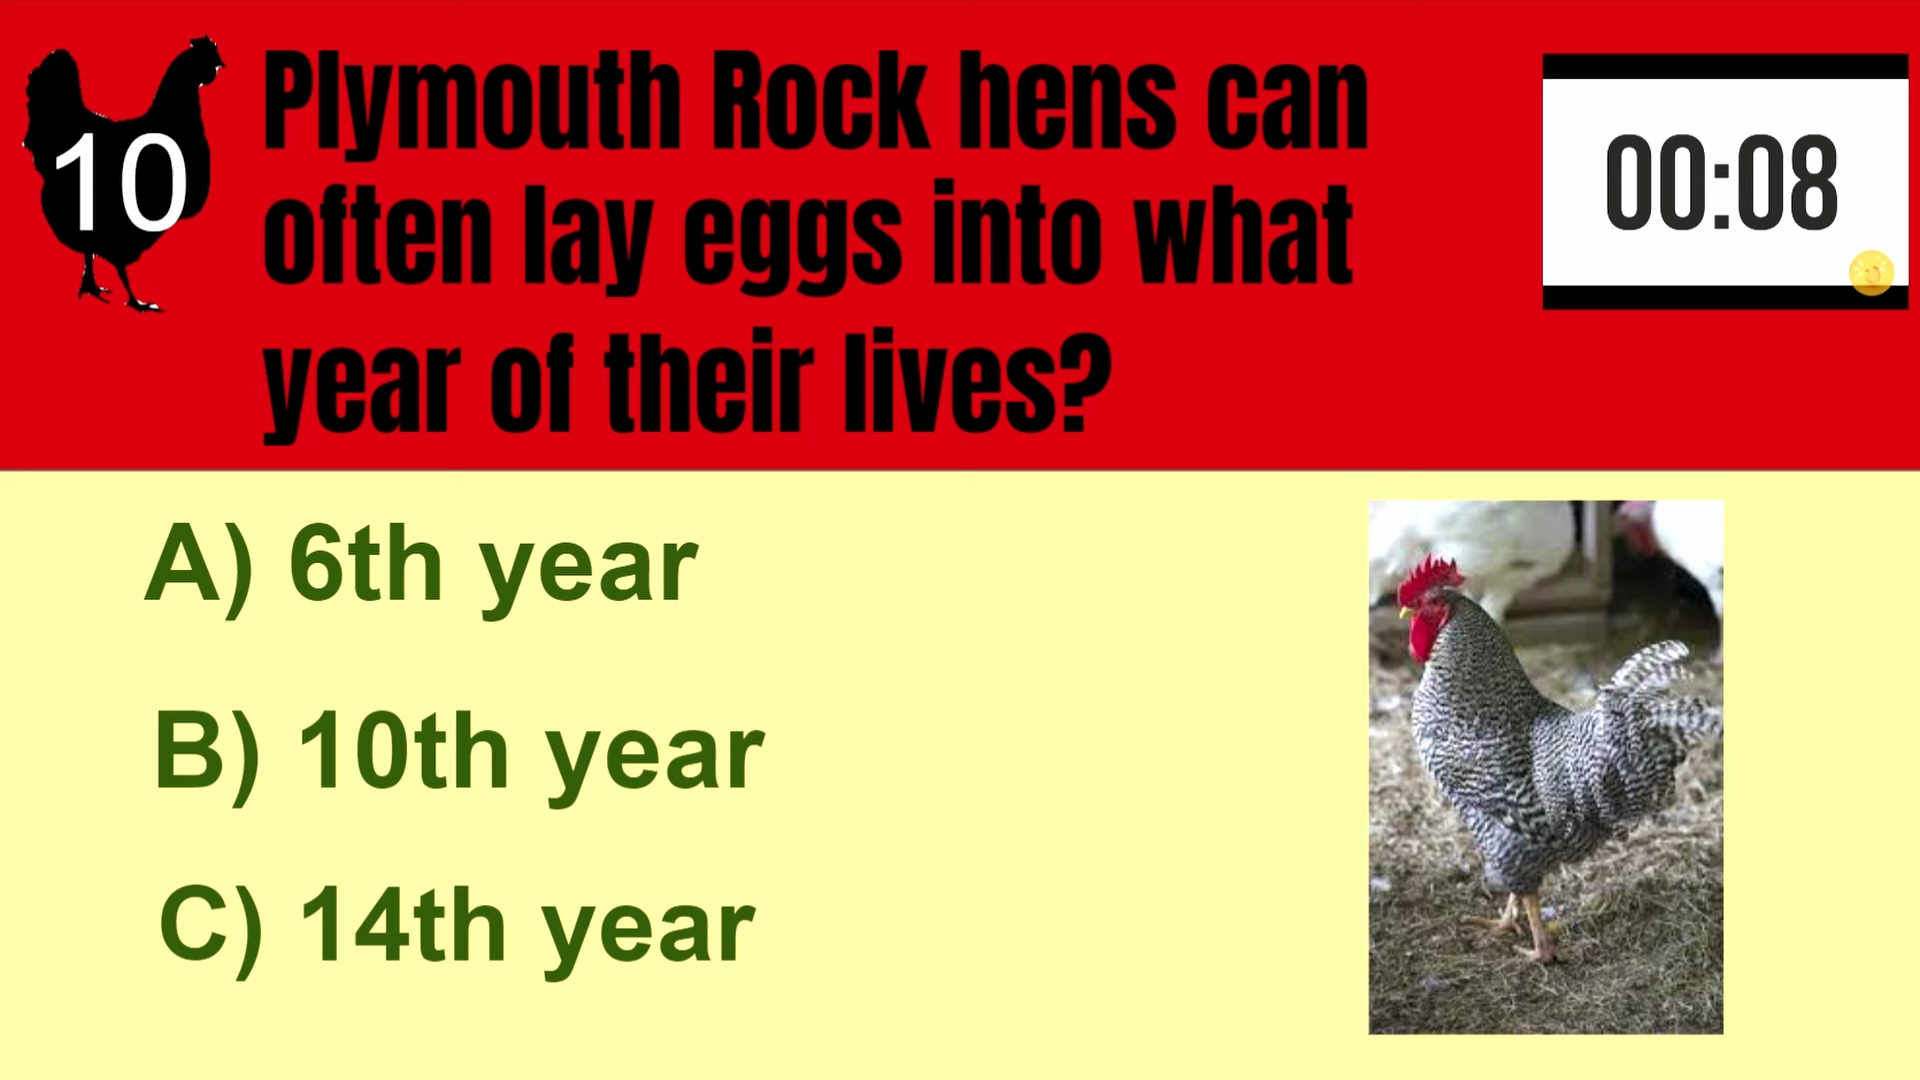 10
Plymouth Rock hens can
often lay eggs into what
year of their lives?
00:08
A) 6th year
B) 10th year
C) 14th year